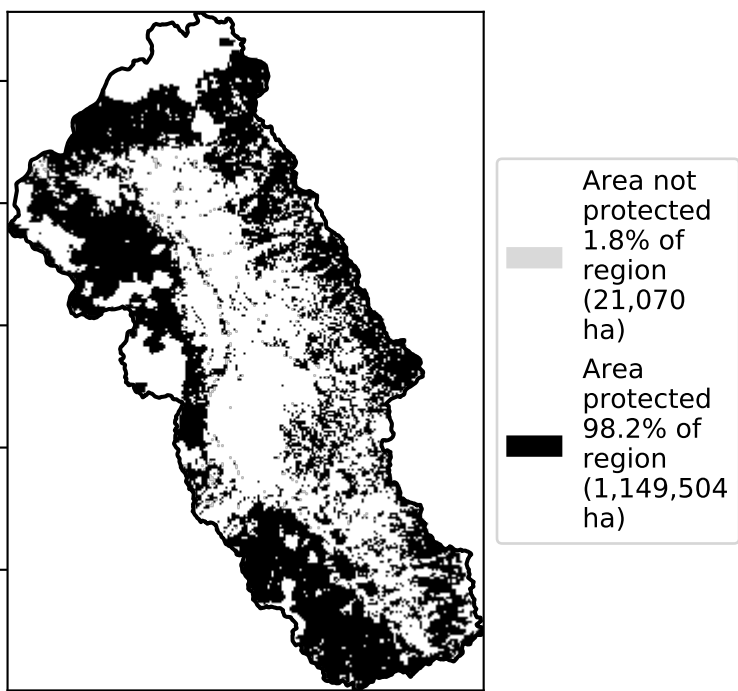 Area not
protected
1.8% of
region
(21,070
ha)
Area
protected
98.2% of
region
(1,149,504
ha)